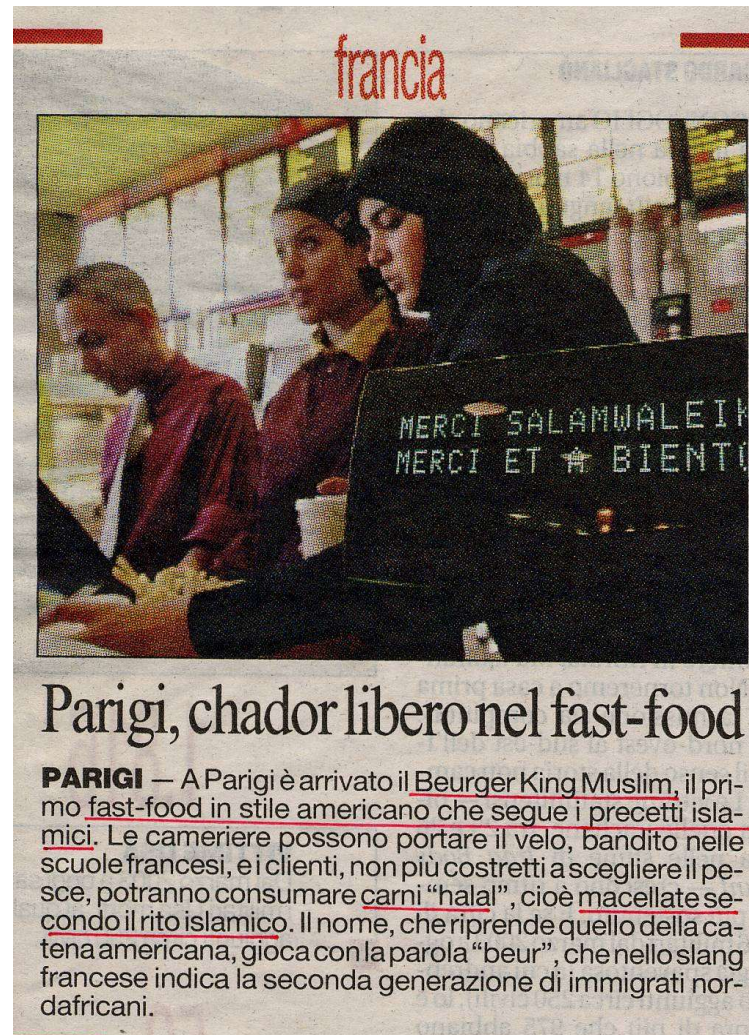 francia
MERCI SALAMWALEIK
MERCI ET A BIENTO
Parigi, chador libero nel fast-food
PARIGI — A Parigi è arrivato il Beurger King Muslim, il pri-
mo fast-food in stile americano che segue i precetti isla-
mici. Le cameriere possono portare il velo, bandito nelle
scuole francesi, e i clienti, non più costretti a scegliere il pe-
sce, potranno consumare carni “halal”, cioè macellate se-
condo il rito islamico. Il nome, che riprende quello della ca-
tena americana, gioca con la parola “beur”, che nello slang
francese indica la seconda generazione di immigrati nor-
dafricani.